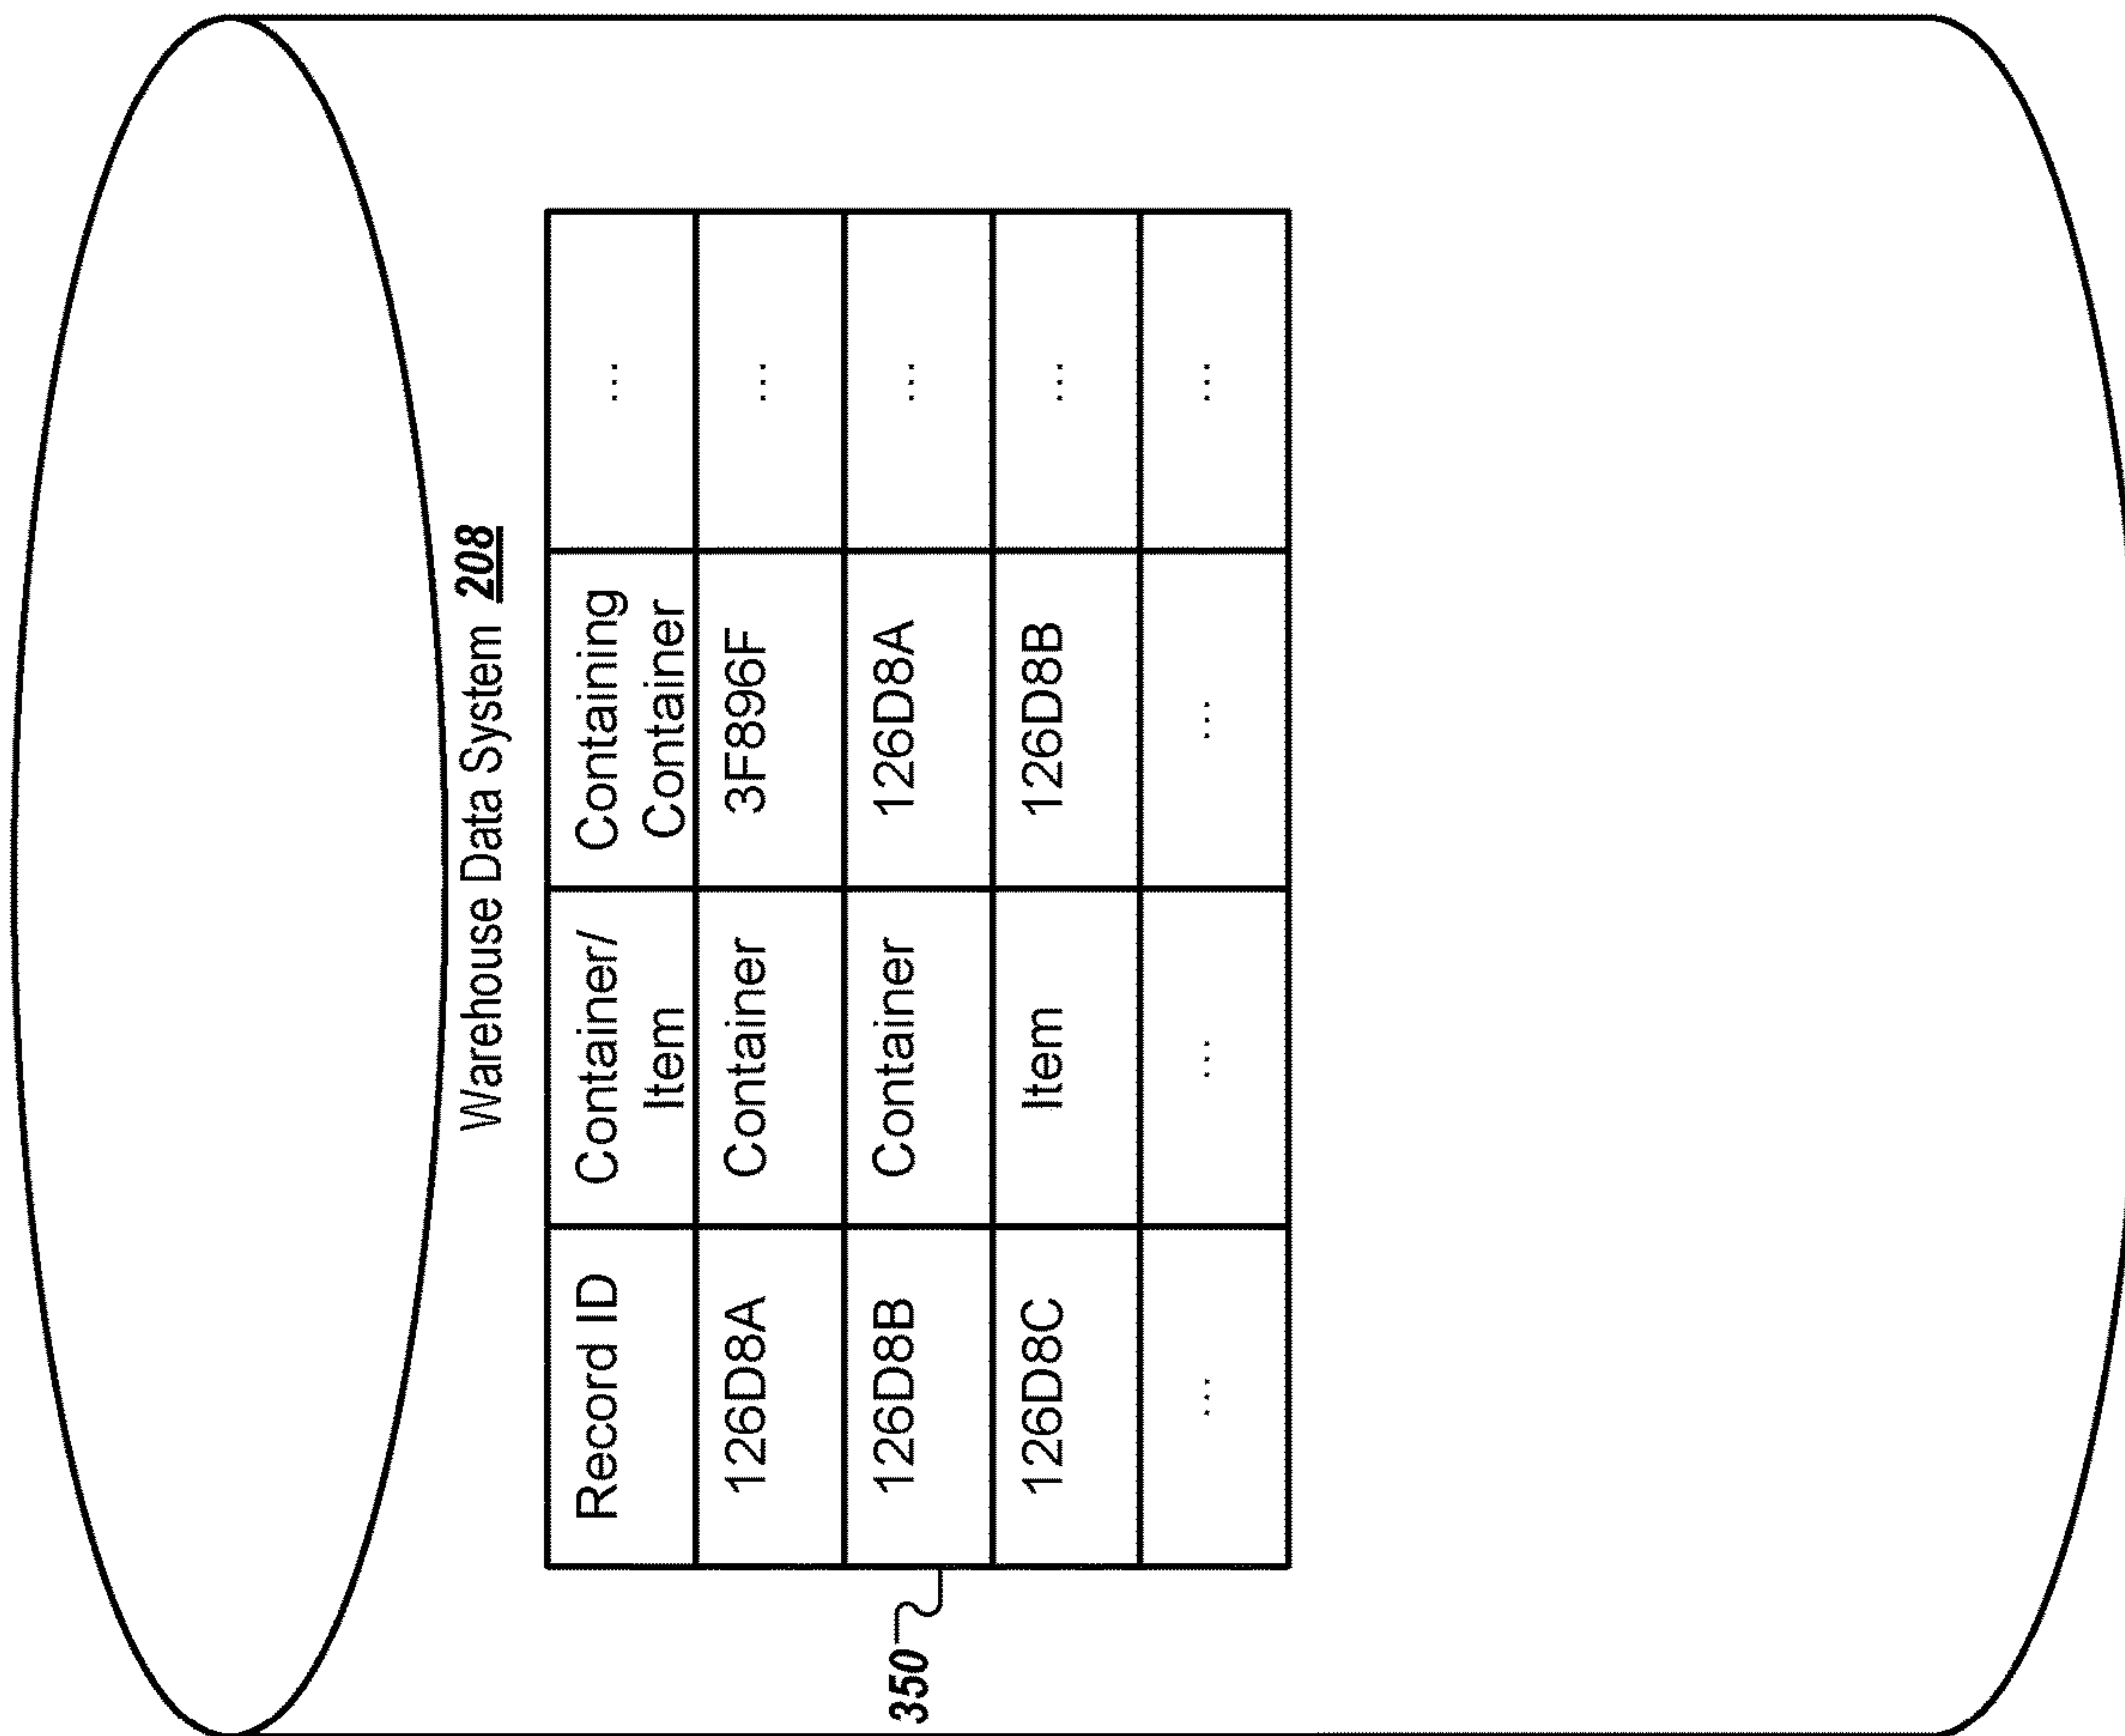 Warehouse Data System 208
Record ID Container/ Containing ...
Item Container
126D8A Container 3F896F ...
126D8B Container 126D8A ...
126D8C Item 126D8B ...
... ... ... ...
350